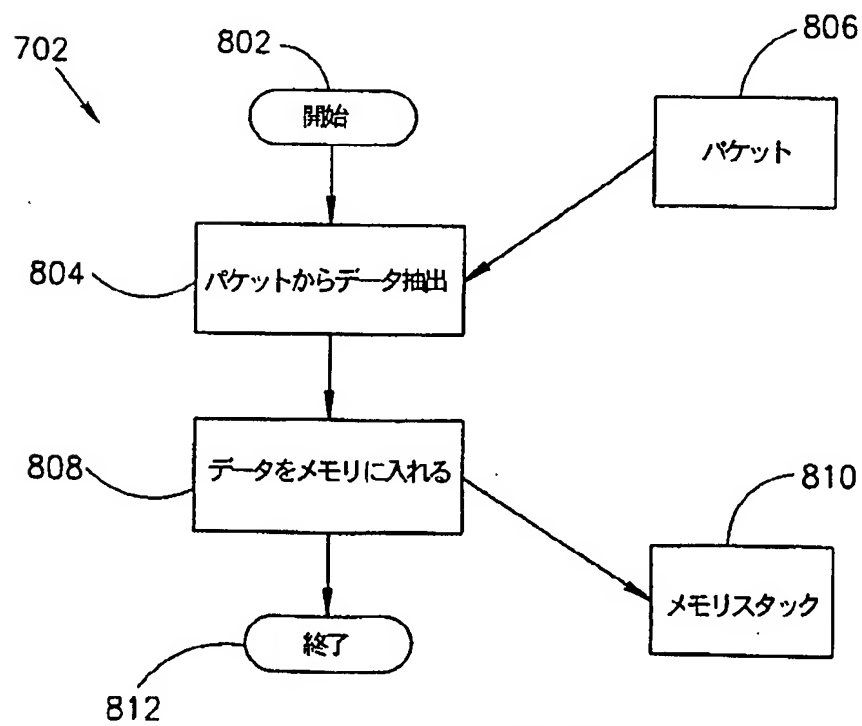 702
802
開始
806
パケット
804
パケットからデータ抽出
808
データをメモリに入れる
810
メモリスタック
終了
812